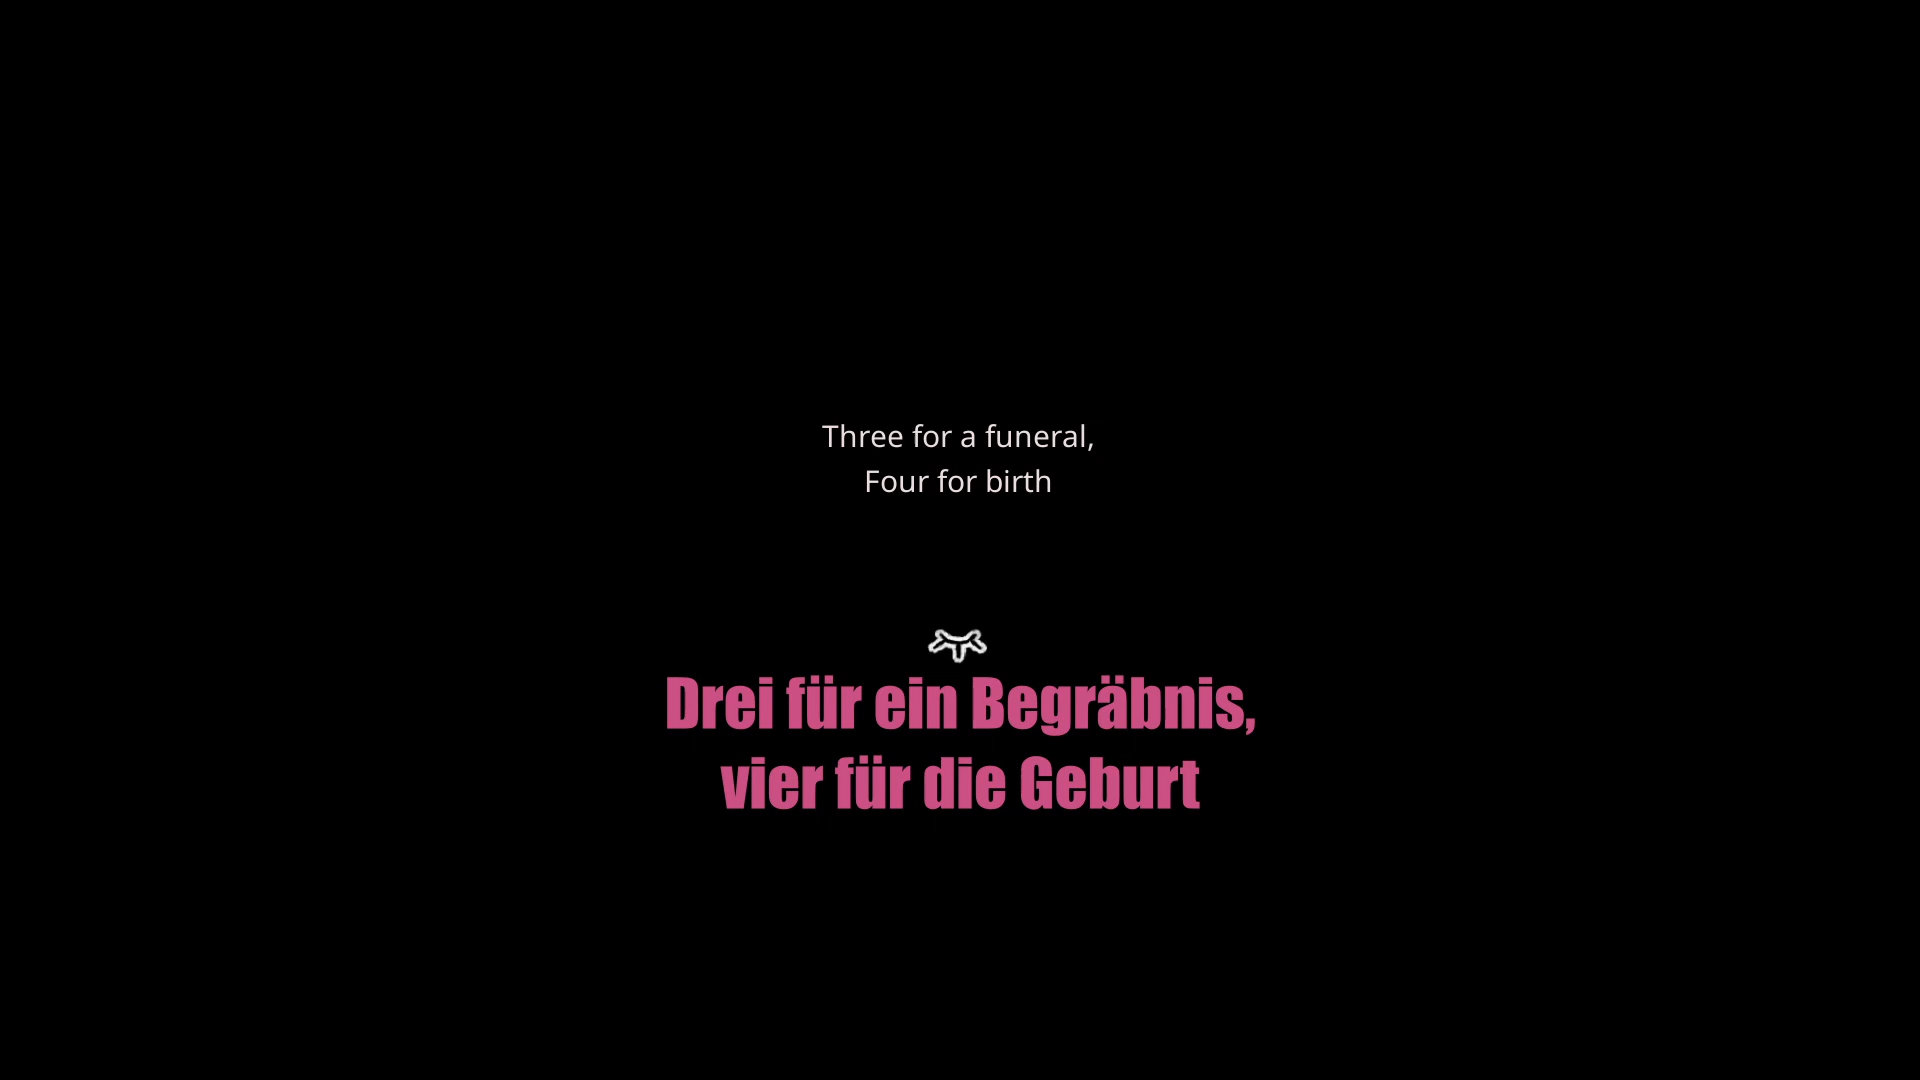 Three for a funeral,
Four for birth
Drei für ein Begräbnis,
vier für die Geburt